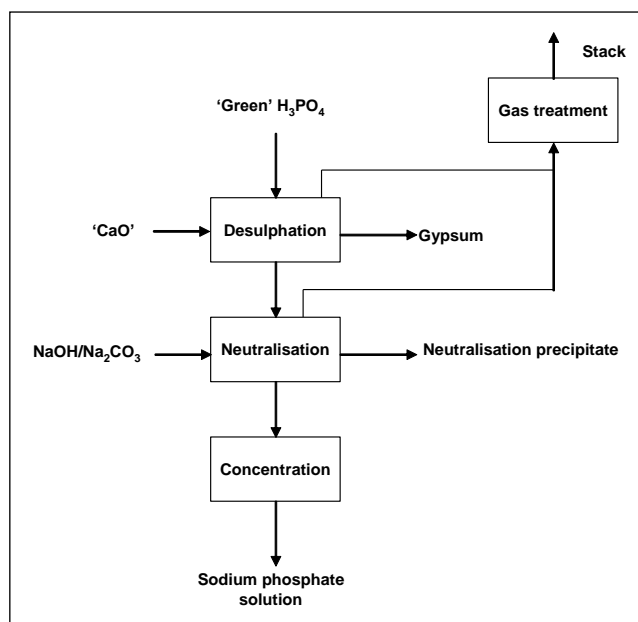 Stack
Gas treatment
‘Green’ H₃PO₄
‘CaO’
Desulphation
Gypsum
NaOH/Na₂CO₃
Neutralisation
Neutralisation precipitate
Concentration
Sodium phosphate
solution